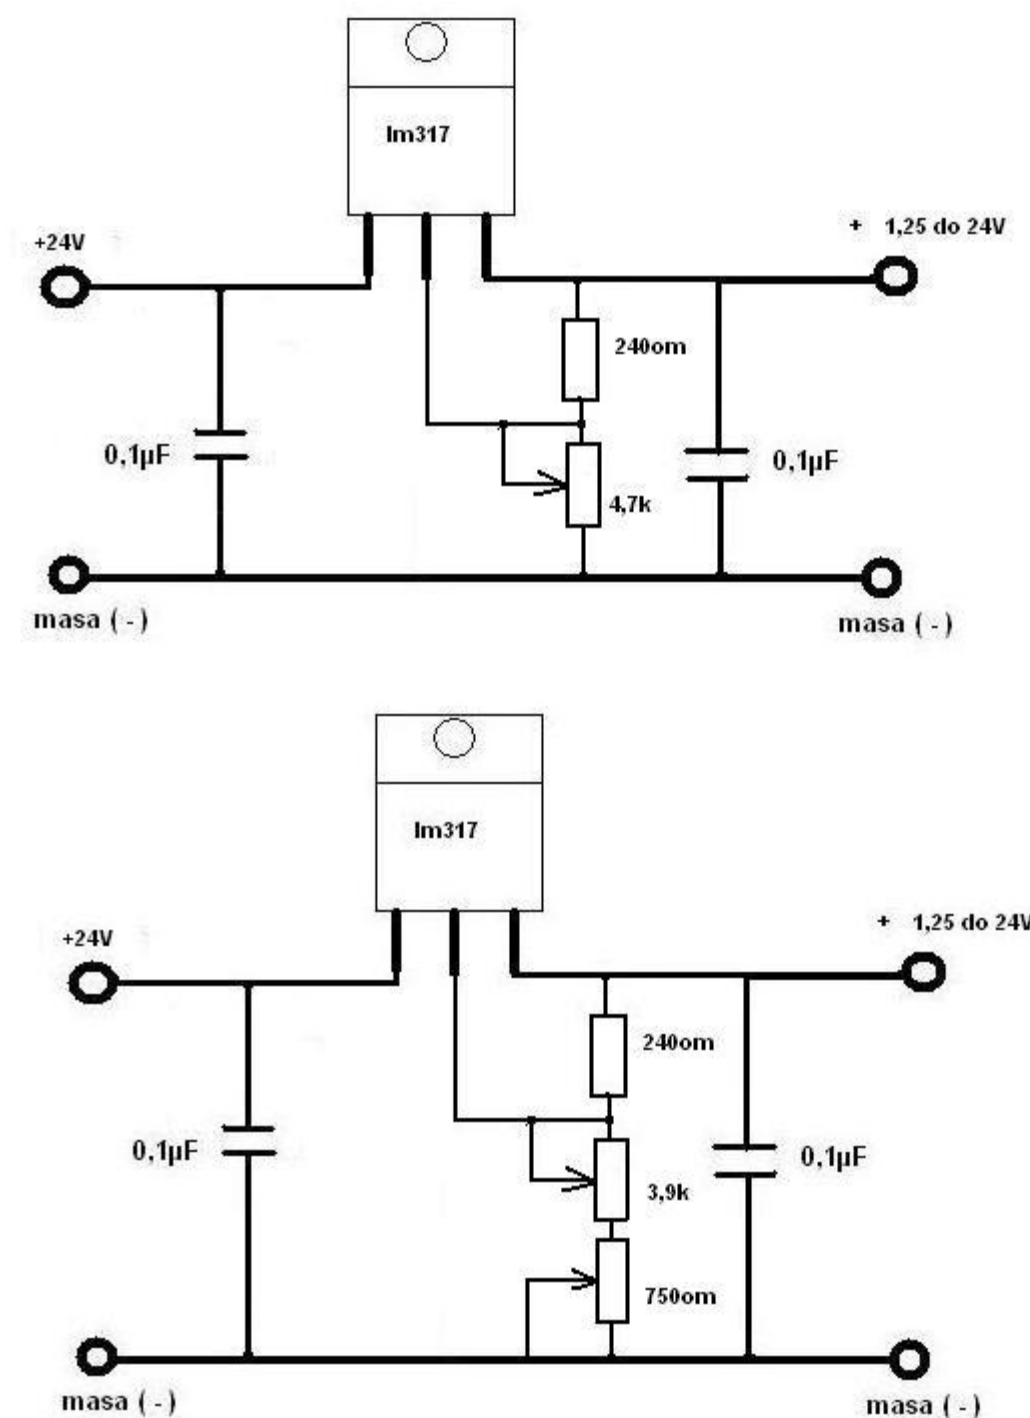 lm317
+24V
+ 1,25 do 24V
240om
0,1µF
0,1µF
4,7k
masa ( - )
masa ( - )
lm317
+24V
+ 1,25 do 24V
240om
0,1µF
0,1µF
3,9k
750om
masa ( - )
masa ( - )